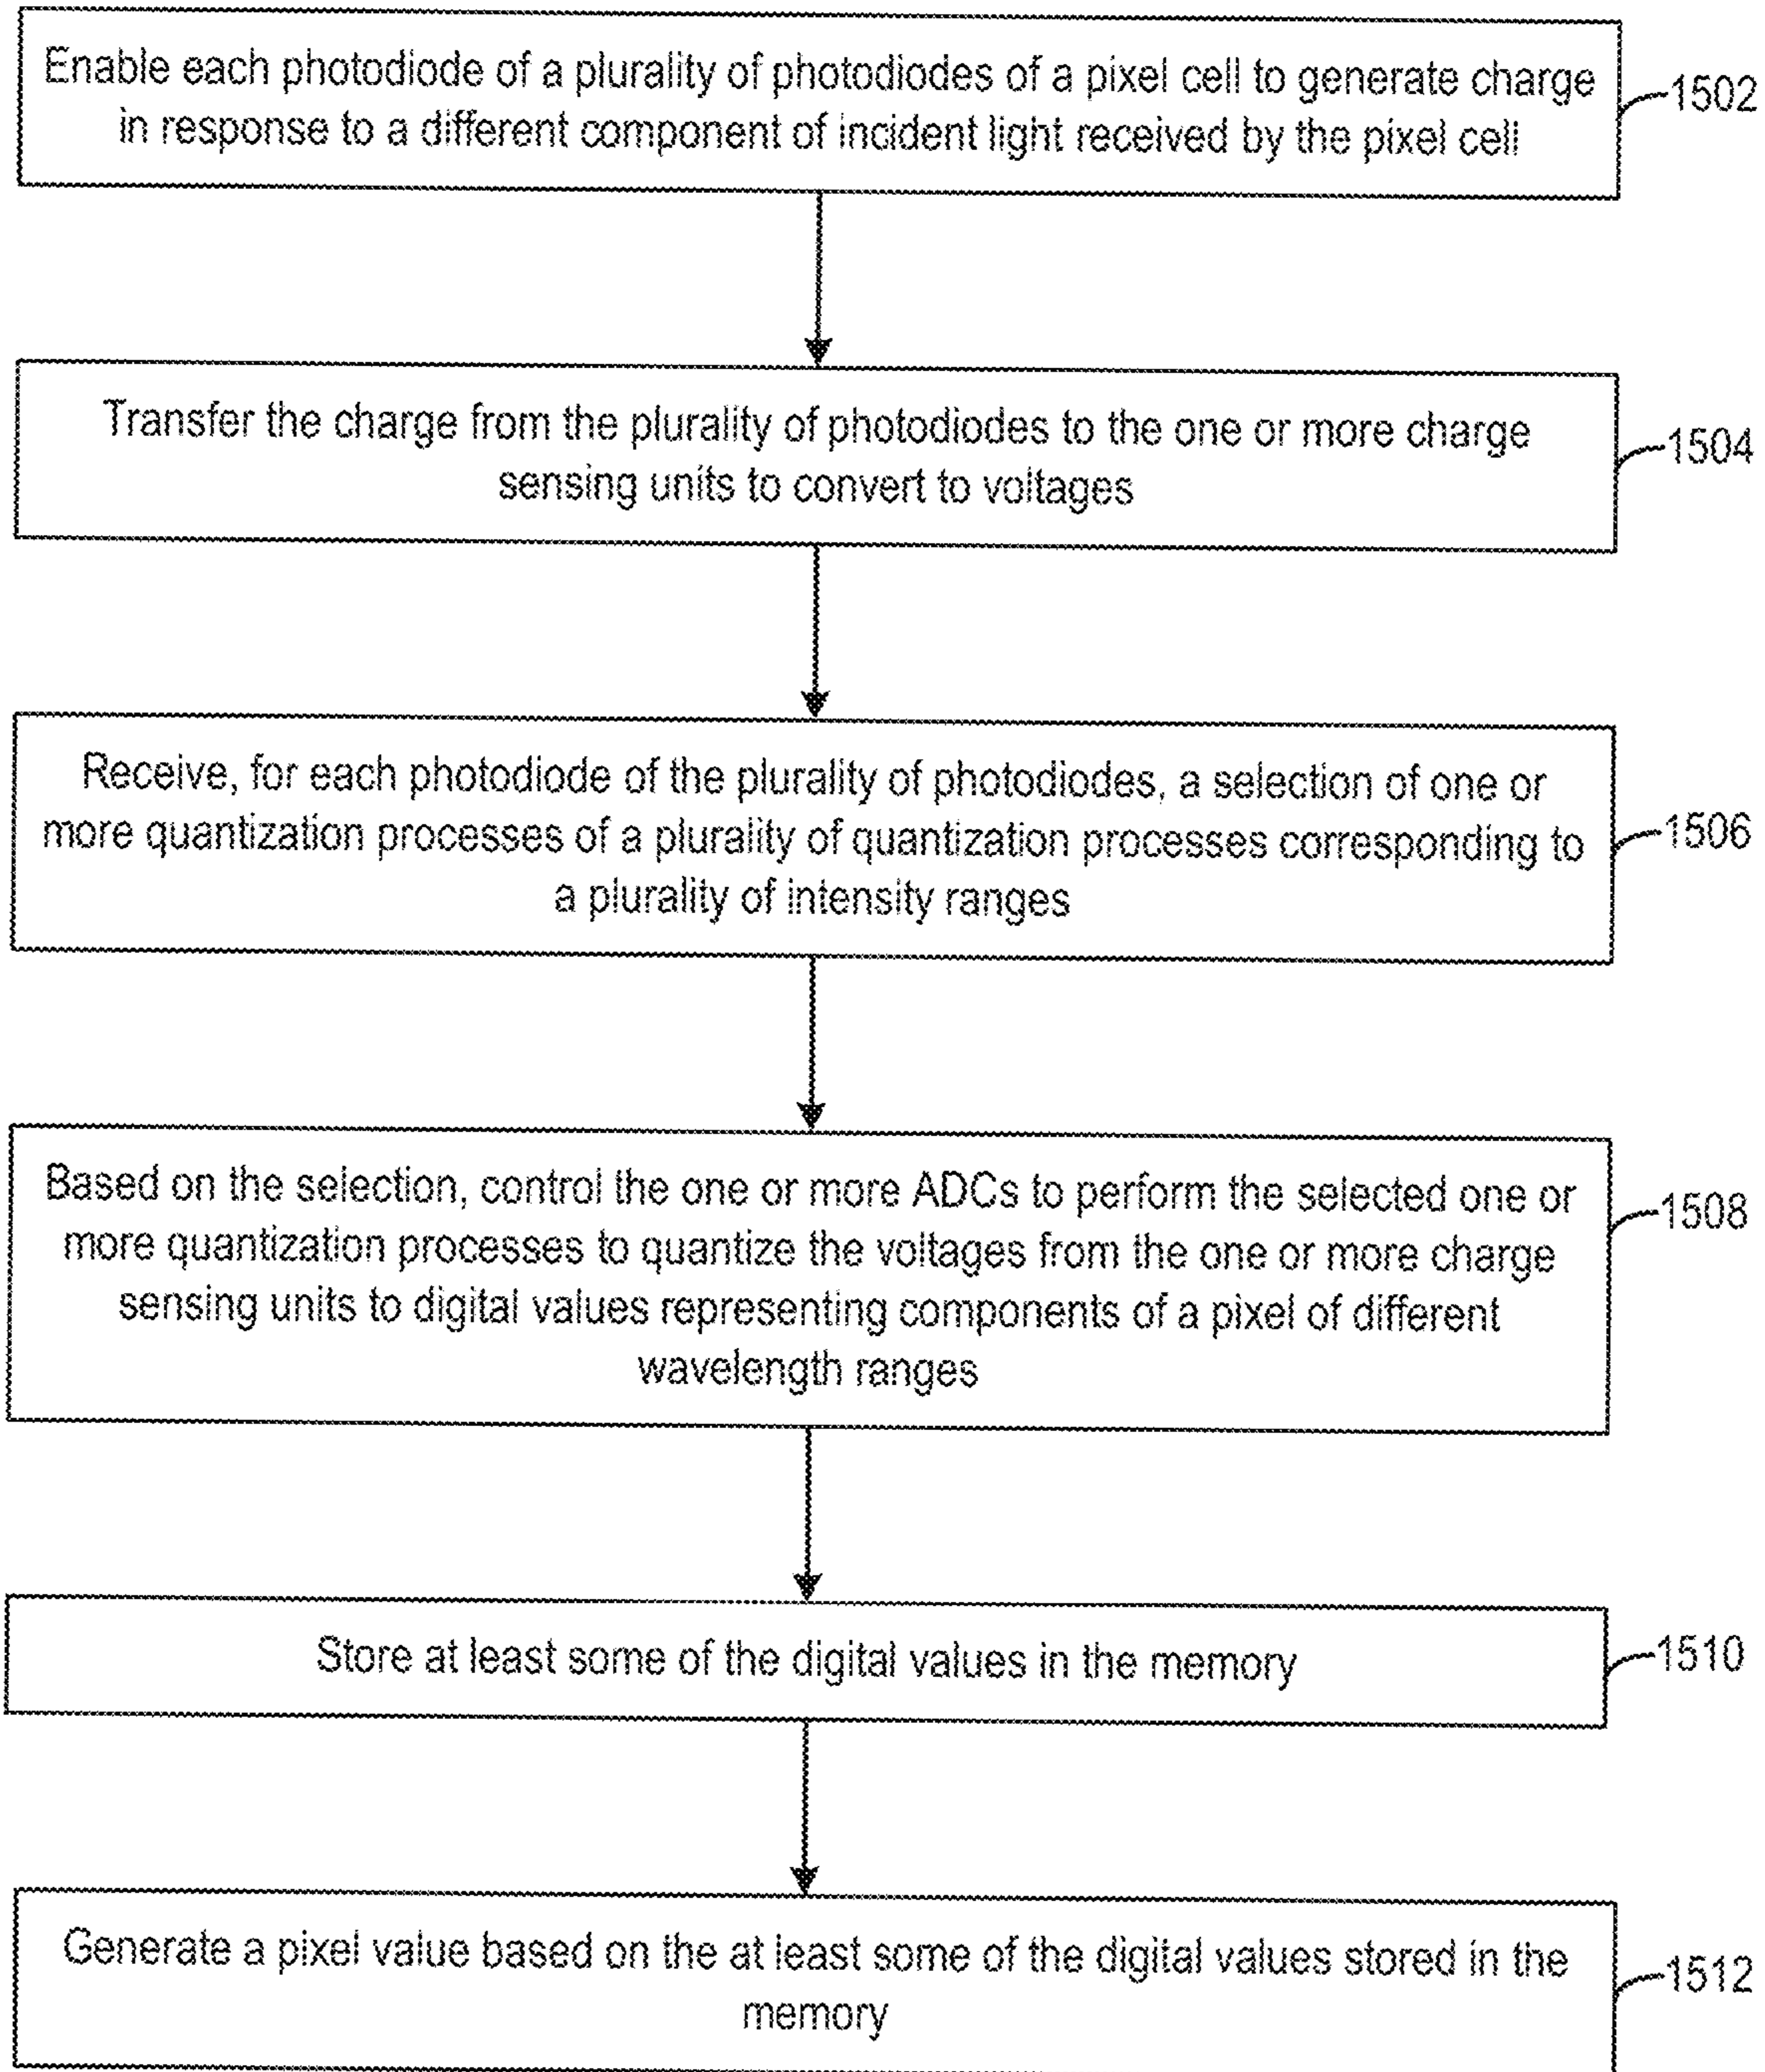 Enable each photodiode of a plurality of photodiodes of a pixel cell to generate charge
in response to a different component of incident light received by the pixel cell
1502
Transfer the charge from the plurality of photodiodes to the one or more charge
sensing units to convert to voltages
1504
Receive, for each photodiode of the plurality of photodiodes, a selection of one or
more quantization processes of a plurality of quantization processes corresponding to
a plurality of intensity ranges
1506
Based on the selection, control the one or more ADCs to perform the selected one or
more quantization processes to quantize the voltages from the one or more charge
sensing units to digital values representing components of a pixel of different
wavelength ranges
1508
Store at least some of the digital values in the memory
1510
Generate a pixel value based on the at least some of the digital values stored in the
memory
1512